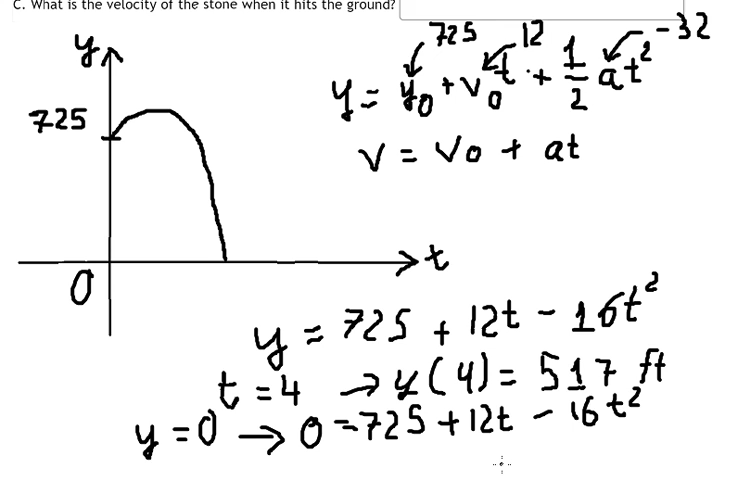 C. What is the velocity of the stone when it hits the ground?
725 12 -32
y
y = y₀ + v₀t + 1/2 at²
725
v = v₀ + at
t
0
y = 725 + 12t - 16t²
t = 4 → y(4) = 517 ft
y = 0 → 0 = 725 + 12t - 16t²